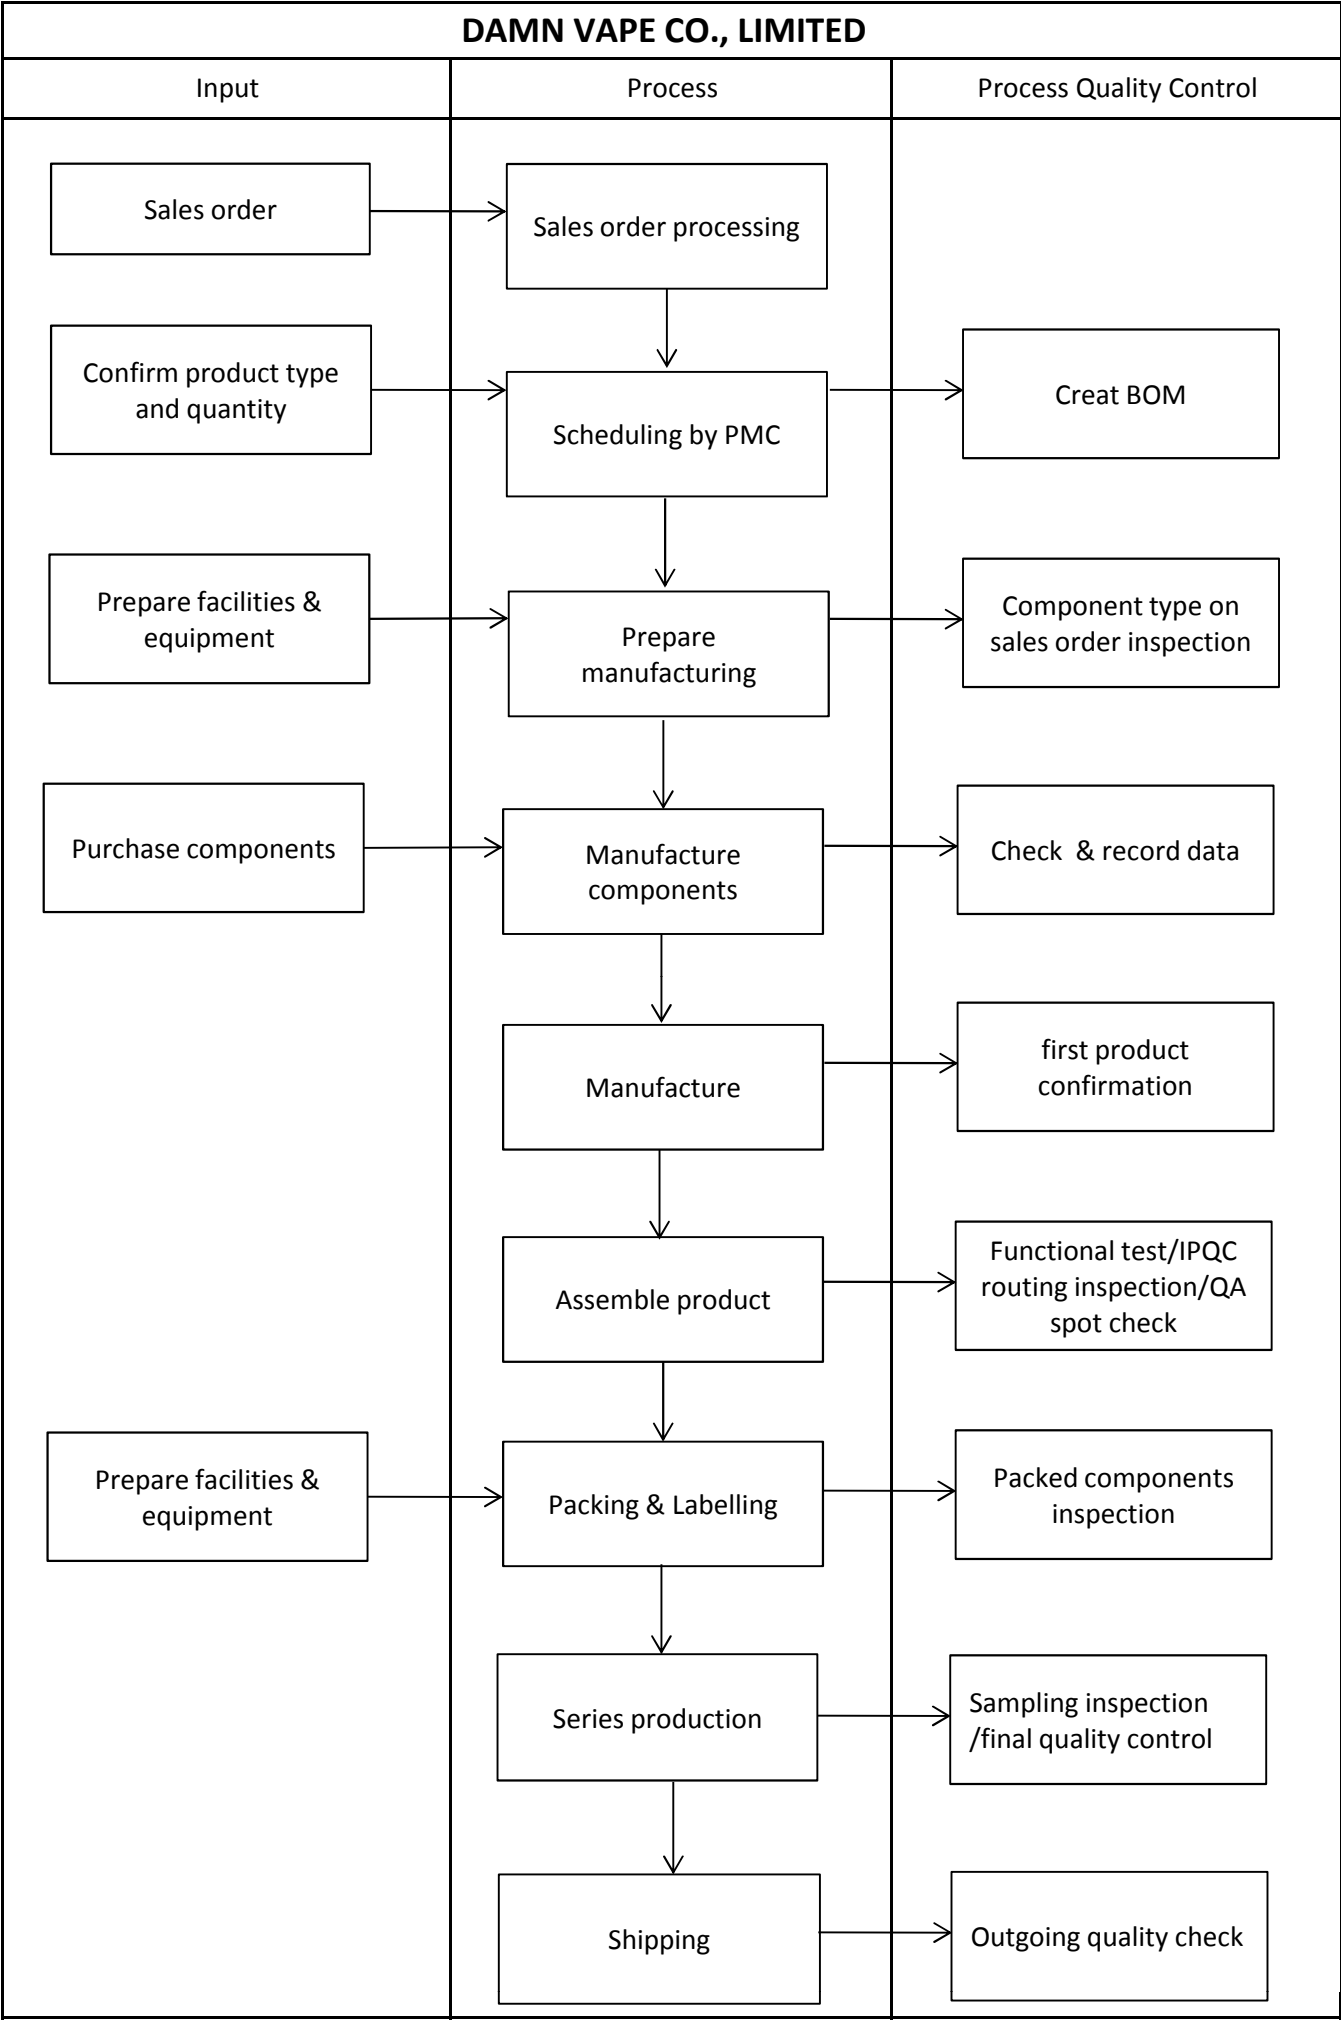 DAMN VAPE CO., LIMITED
Input
Process
Process Quality Control
Sales order
Sales order processing
Confirm product type
and quantity
Scheduling by PMC
Creat BOM
Prepare facilities &
equipment
Prepare
manufacturing
Component type on
sales order inspection
Purchase components
Manufacture
components
Check & record data
Manufacture
first product
confirmation
Assemble product
Functional test/IPQC
routing inspection/QA
spot check
Prepare facilities &
equipment
Packing & Labelling
Packed components
inspection
Series production
Sampling inspection
/final quality control
Shipping
Outgoing quality check